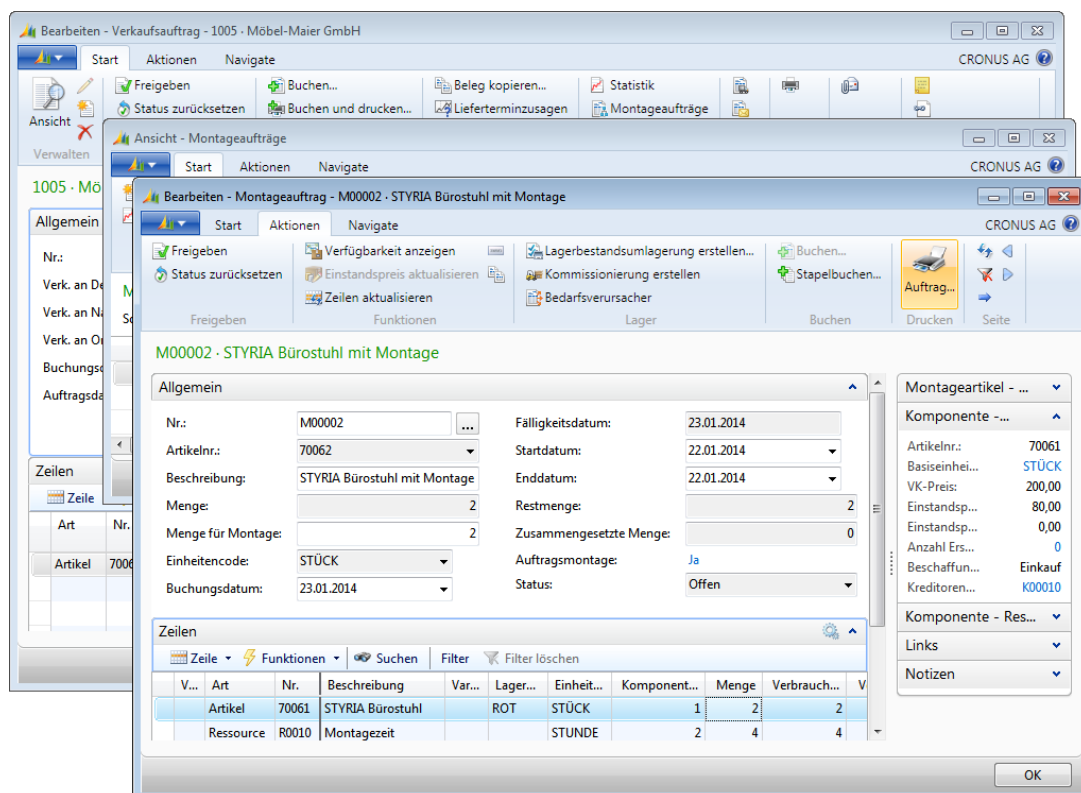 Bearbeiten - Verkaufsauftrag - 1005 · Möbel-Maier GmbH
Start Aktionen Navigate CRONUS AG
Ansicht
Freigeben Buchen... Beleg kopieren... Statistik
Status zurücksetzen Buchen und drucken... Lieferterminzusagen Montageaufträge
Verwalten
1005 · Mö
Allgemein
Nr.:
Verk. an De
Verk. an Na
Verk. an Or
Buchungsd
Auftragsda
Zeilen
Zeile
Art Nr.
Artikel 7006
Ansicht - Montageaufträge
Start Aktionen Navigate CRONUS AG
M
Bearbeiten - Montageauftrag - M00002 · STYRIA Bürostuhl mit Montage
Start Aktionen Navigate CRONUS AG
Freigeben Verfügbarkeit anzeigen Lagerbestandsumlagerung erstellen... Buchen...
Status zurücksetzen Einstandspreis aktualisieren Kommissionierung erstellen Stapelbuchen... Auftrag...
Zeilen aktualisieren Bedarfsverursacher
Freigeben Funktionen Lager Buchen Drucken Seite
M00002 · STYRIA Bürostuhl mit Montage
Allgemein
Nr.: M00002 ... Fälligkeitsdatum: 23.01.2014
Artikelnr.: 70062 Startdatum: 22.01.2014
Beschreibung: STYRIA Bürostuhl mit Montage Enddatum: 22.01.2014
Menge: 2 Restmenge: 2
Menge für Montage: 2 Zusammengesetzte Menge: 0
Einheitencode: STÜCK Auftragsmontage: Ja
Buchungsdatum: 23.01.2014 Status: Offen
Zeilen
Zeile Funktionen Suchen Filter Filter löschen
V... Art Nr. Beschreibung Var... Lager... Einheit... Komponent... Menge Verbrauch... V
Artikel 70061 STYRIA Bürostuhl ROT STÜCK 1 2 2
Ressource R0010 Montagezeit STUNDE 2 4 4
Montageartikel - ...
Komponente -...
Artikelnr.: 70061
Basiseinhei... STÜCK
VK-Preis: 200,00
Einstandsp... 80,00
Einstandsp... 0,00
Anzahl Ers... 0
Beschaffun... Einkauf
Kreditoren... K00010
Komponente - Res...
Links
Notizen
OK